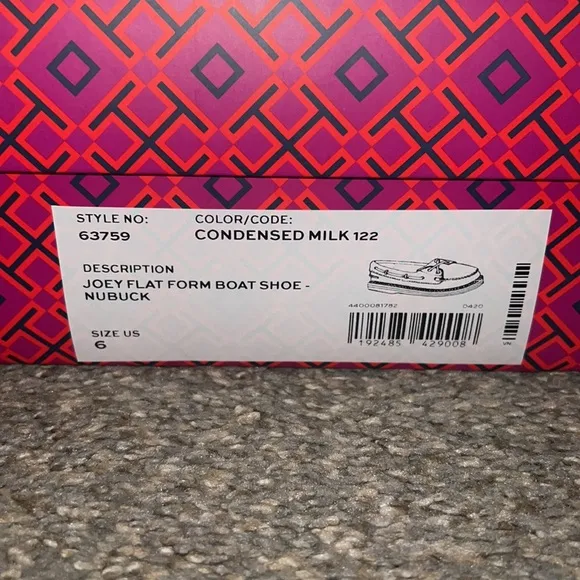 STYLE NO: COLOR/CODE:
63759 CONDENSED MILK 122
DESCRIPTION
JOEY FLAT FORM BOAT SHOE -
NUBUCK
SIZE US
6
4400081782 0420
192485 429008
VN